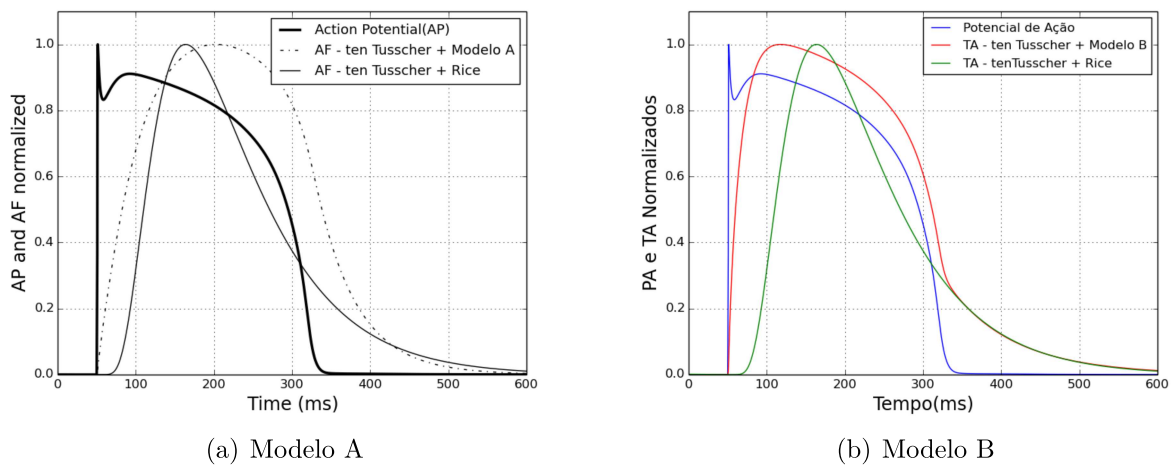 Action Potential(AP)
AF - ten Tusscher + Modelo A
AF - ten Tusscher + Rice
AP and AF normalized
1.0
0.8
0.6
0.4
0.2
0.0
0 100 200 300 400 500 600
Time (ms)
(a) Modelo A
Potencial de Ação
TA - ten Tusscher + Modelo B
TA - tenTusscher + Rice
PA e TA Normalizados
1.0
0.8
0.6
0.4
0.2
0.0
0 100 200 300 400 500 600
Tempo(ms)
(b) Modelo B